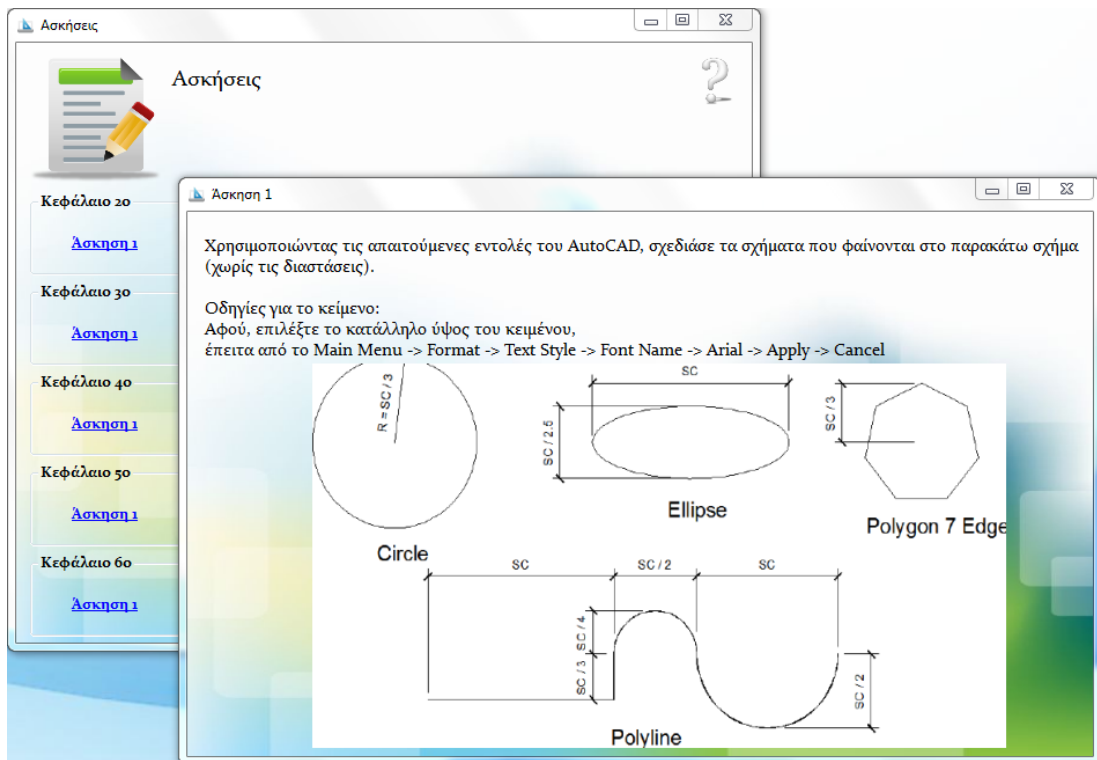 Ασκήσεις
Ασκήσεις
Κεφάλαιο 2ο
Άσκηση 1
Κεφάλαιο 3ο
Άσκηση 1
Κεφάλαιο 4ο
Άσκηση 1
Κεφάλαιο 5ο
Άσκηση 1
Κεφάλαιο 6ο
Άσκηση 1
Άσκηση 1
Χρησιμοποιώντας τις απαιτούμενες εντολές του AutoCAD, σχεδιάσε τα σχήματα που φαίνονται στο παρακάτω σχήμα
(χωρίς τις διαστάσεις).
Οδηγίες για το κείμενο:
Αφού, επιλέξτε το κατάλληλο ύψος του κειμένου,
έπειτα από το Main Menu -> Format -> Text Style -> Font Name -> Arial -> Apply -> Cancel
R = SC / 3
Circle
SC
SC / 2.5
Ellipse
SC / 3
Polygon 7 Edge
SC
SC / 2
SC
SC / 4
SC / 3
SC / 2
Polyline